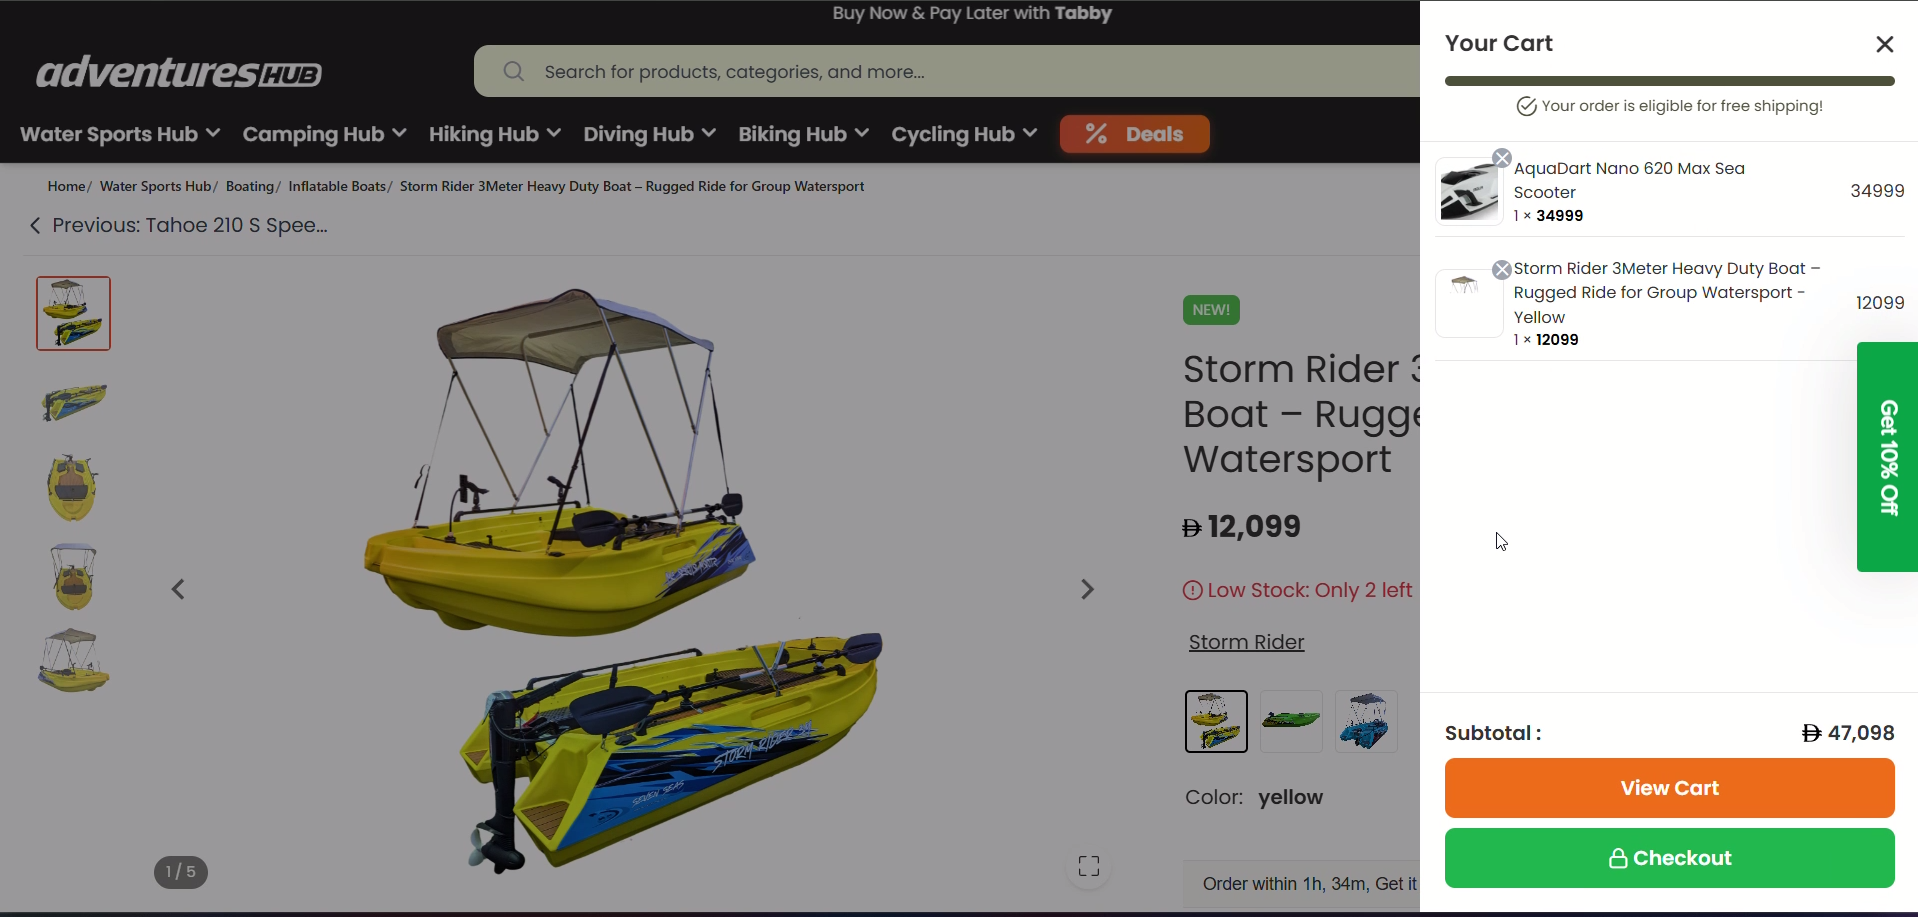 Buy Now & Pay Later with Tabby
adventures HUB
Search for products, categories, and more...
Water Sports Hub
Camping Hub
Hiking Hub
Diving Hub
Biking Hub
Cycling Hub
% Deals
Home/ Water Sports Hub/ Boating/ Inflatable Boats/ Storm Rider 3Meter Heavy Duty Boat – Rugged Ride for Group Watersport
Previous: Tahoe 210 S Spee...
STORM RIDER
SEVEN SEAS
1 / 5
NEW!
Storm Rider 3
Boat – Rugge
Watersport
12,099
Low Stock: Only 2 left
Storm Rider
Color: yellow
Order within 1h, 34m, Get it
Your Cart
Your order is eligible for free shipping!
AquaDart Nano 620 Max Sea
Scooter
1 × 34999
34999
Storm Rider 3Meter Heavy Duty Boat –
Rugged Ride for Group Watersport -
Yellow
1 × 12099
12099
Get 10% Off
Subtotal :
47,098
View Cart
Checkout